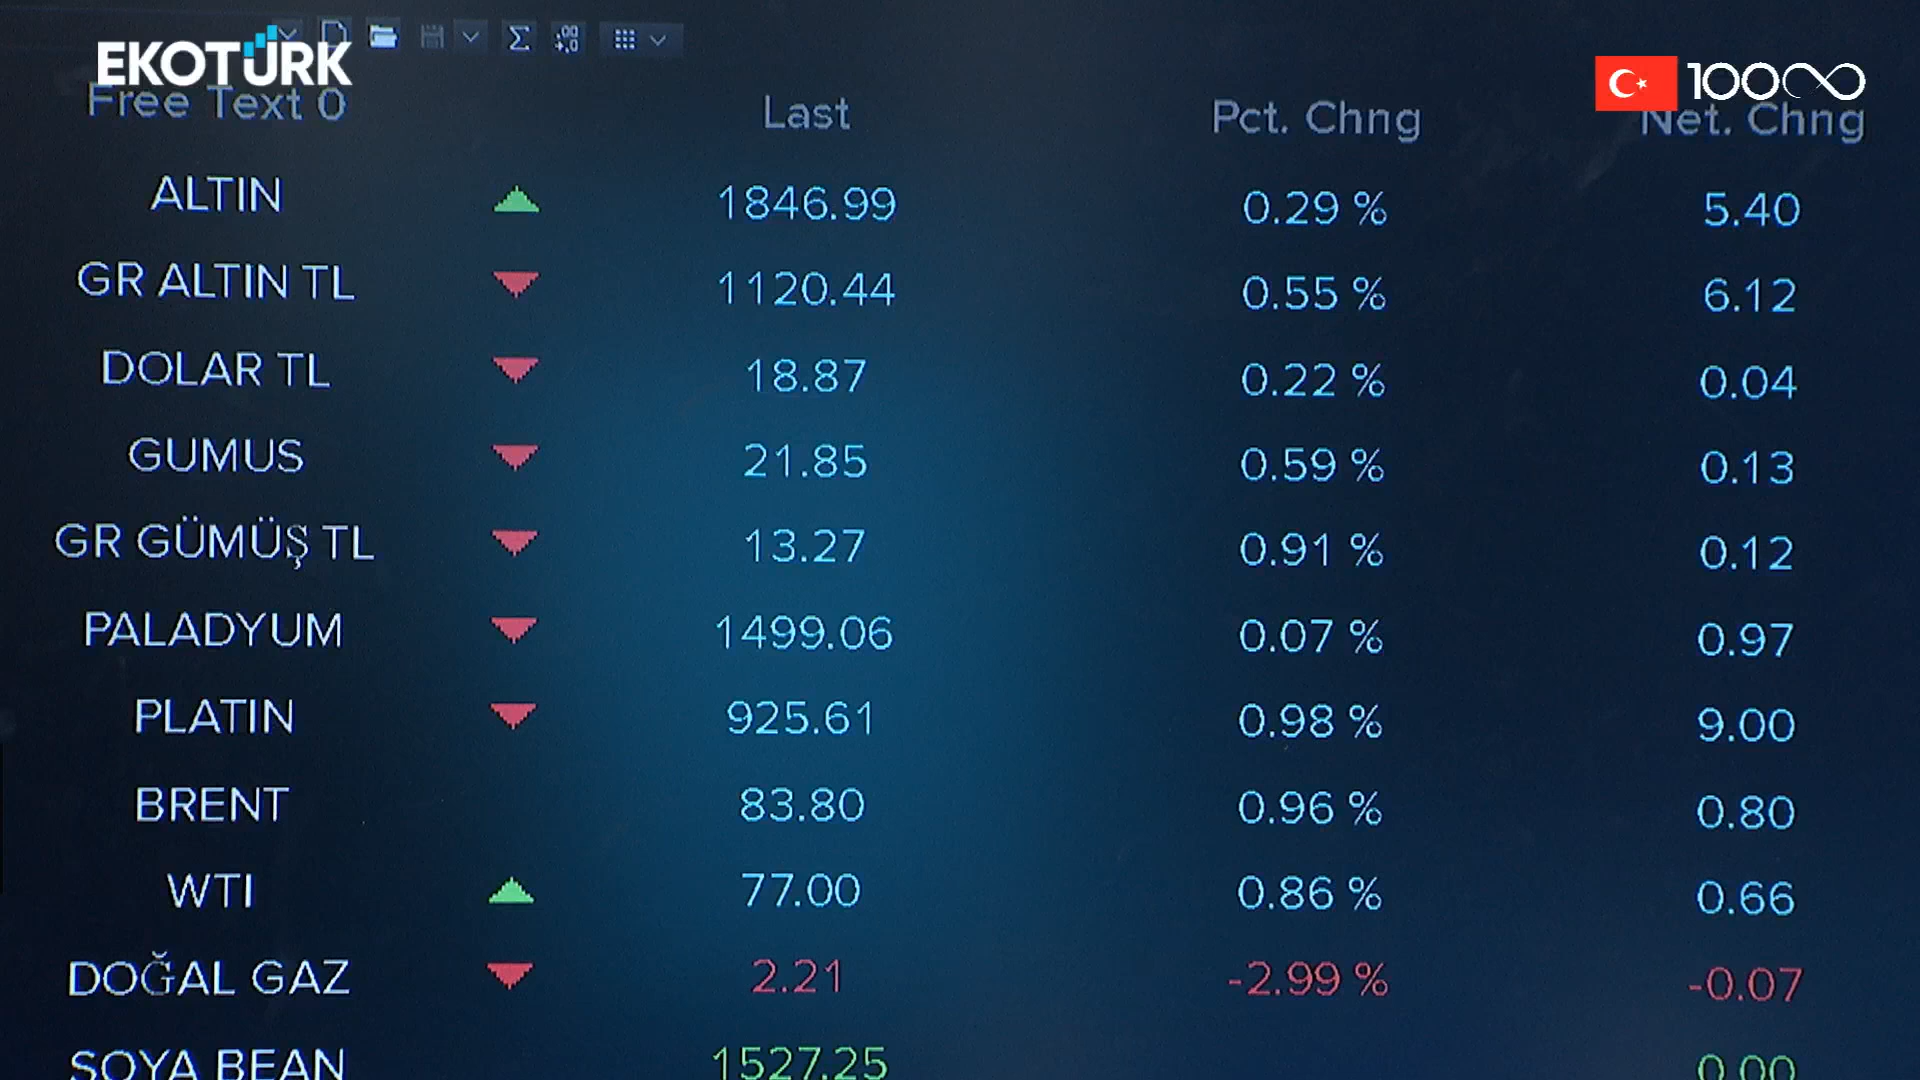 EKOTÜRK
100
Free Text 0 Last Pct. Chng Net. Chng
ALTIN 1846.99 0.29 % 5.40
GR ALTIN TL 1120.44 0.55 % 6.12
DOLAR TL 18.87 0.22 % 0.04
GUMUS 21.85 0.59 % 0.13
GR GÜMÜŞ TL 13.27 0.91 % 0.12
PALADYUM 1499.06 0.07 % 0.97
PLATIN 925.61 0.98 % 9.00
BRENT 83.80 0.96 % 0.80
WTI 77.00 0.86 % 0.66
DOĞAL GAZ 2.21 -2.99 % -0.07
SOYA BEAN 1527.25 0.00